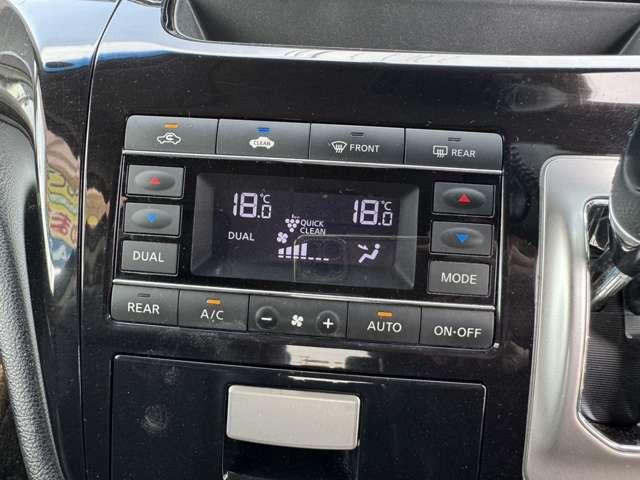 CLEAN
FRONT
REAR
18.0°C
18.0°C
QUICK
CLEAN
DUAL
DUAL
MODE
REAR
A/C
- +
AUTO
ON-OFF